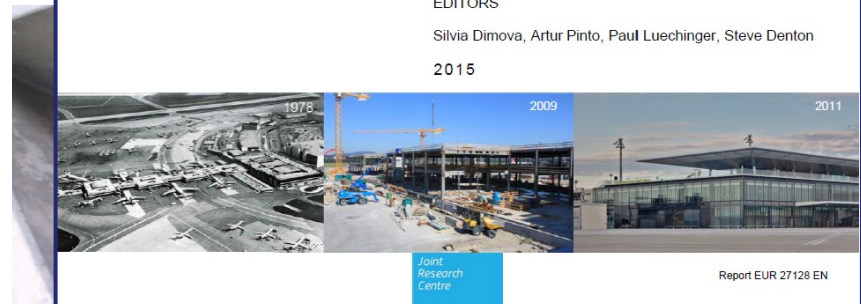 EDITORS
Silvia Dimova, Artur Pinto, Paul Luechinger, Steve Denton
2015
1978
2009
2011
Joint
Research
Centre
Report EUR 27128 EN